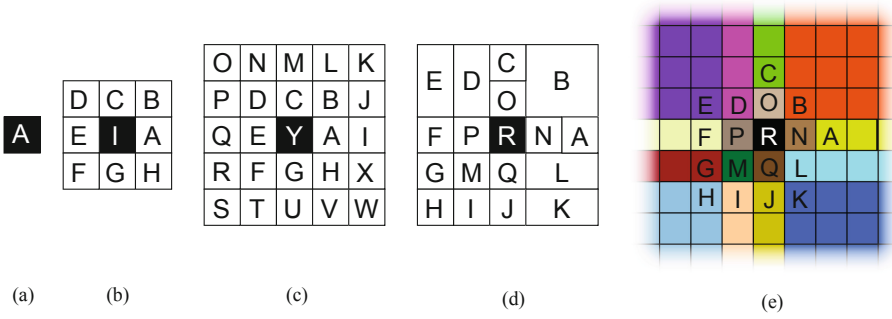 A
D C B
E I A
F G H
O N M L K
P D C B J
Q E Y A I
R F G H X
S T U V W
E D C B
O
F P R N A
G M Q L
H I J K
C
E D O B
F P R N A
G M Q L
H I J K
(a) (b) (c) (d) (e)